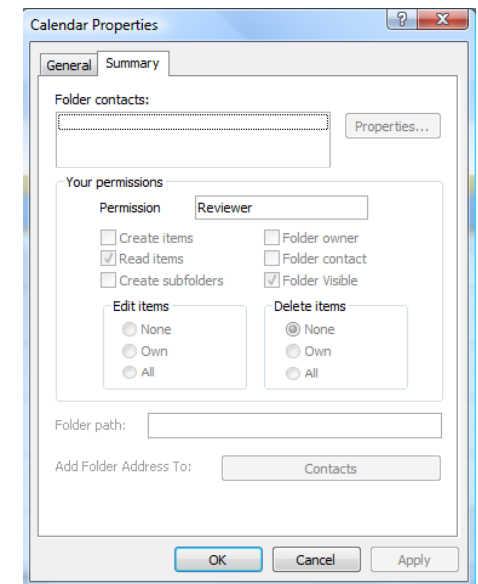 Calendar Properties
?
X
General Summary
Folder contacts:
Properties...
Your permissions
Permission Reviewer
Create items Folder owner
Read items Folder contact
Create subfolders Folder Visible
Edit items Delete items
None None
Own Own
All All
Folder path:
Add Folder Address To: Contacts
OK Cancel Apply